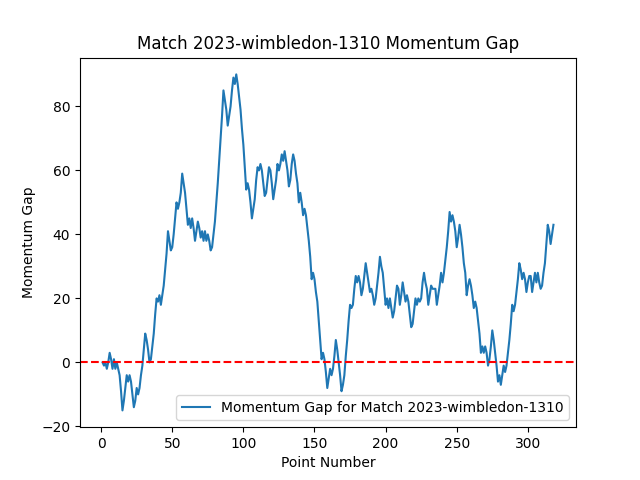 Match 2023-wimbledon-1310 Momentum Gap
Momentum Gap
80
60
40
20
0
−20
Momentum Gap for Match 2023-wimbledon-1310
0 50 100 150 200 250 300
Point Number